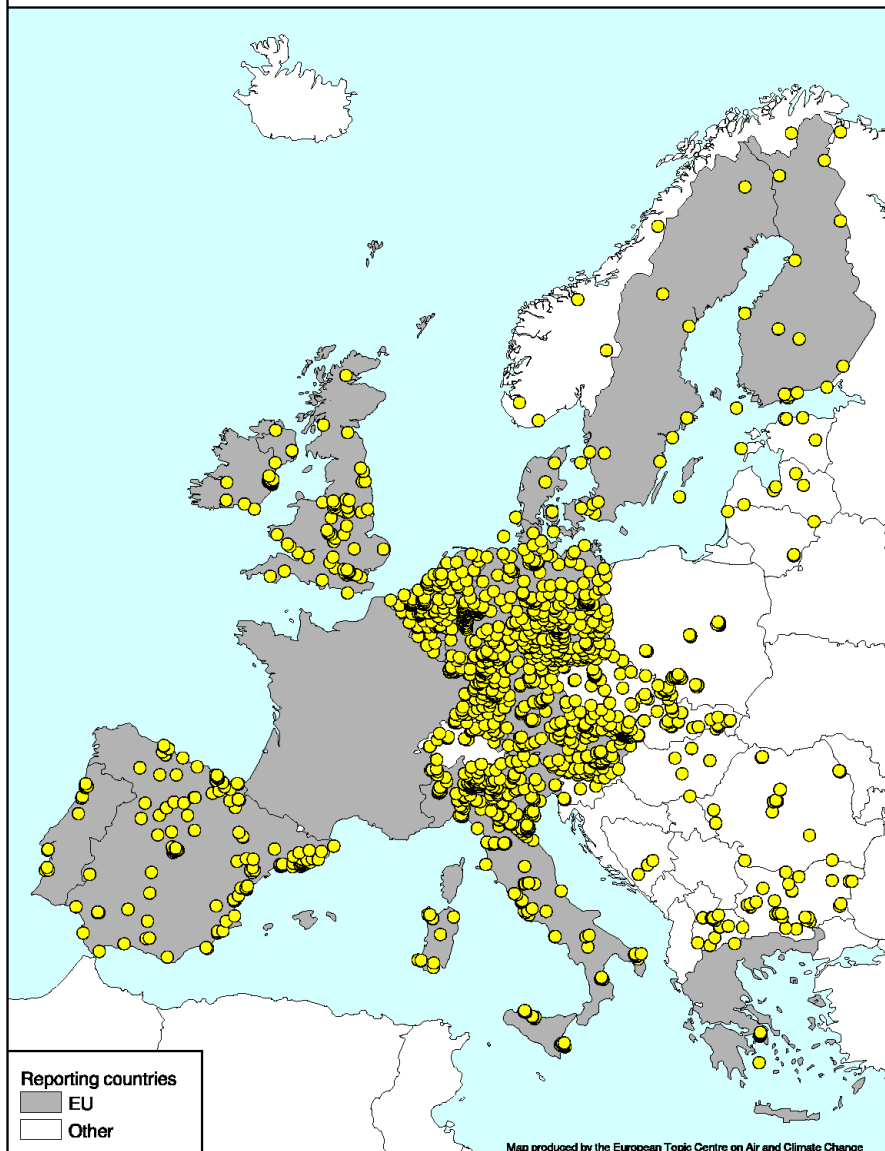 Reporting countries
EU
Other
Map produced by the European Topic Centre on Air and Climate Change